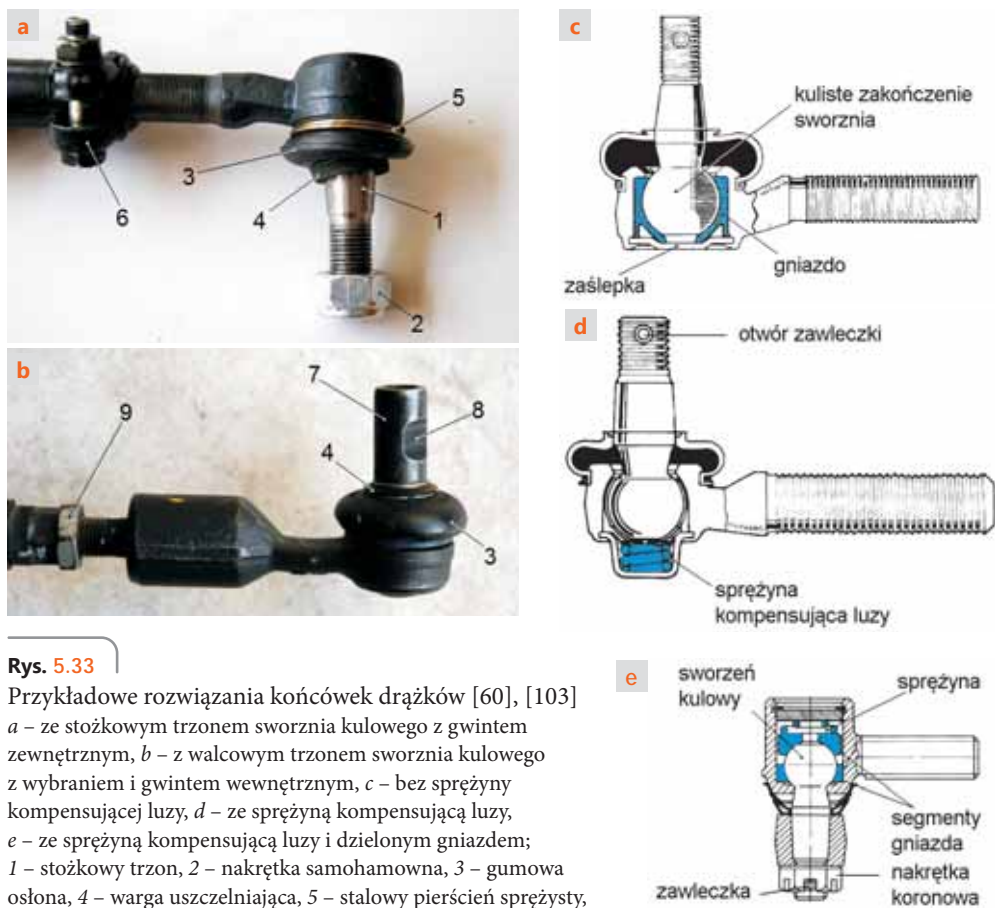 a
5
3
4
1
6
2
b
7
9
8
4
3
c
kuliste zakończenie
sworznia
gniazdo
zaślepka
d
otwór zawleczki
sprężyna
kompensująca luzy
Rys. 5.33
Przykładowe rozwiązania końcówek drążków [60], [103]
a – ze stożkowym trzonem sworznia kulowego z gwintem
zewnętrznym, b – z walcowym trzonem sworznia kulowego
z wybraniem i gwintem wewnętrznym, c – bez sprężyny
kompensującej luzy, d – ze sprężyną kompensującą luzy,
e – ze sprężyną kompensującą luzy i dzielonym gniazdem;
1 – stożkowy trzon, 2 – nakrętka samohamowna, 3 – gumowa
osłona, 4 – warga uszczelniająca, 5 – stalowy pierścień sprężysty,
e
sworzeń
kulowy
sprężyna
segmenty
gniazda
nakrętka
koronowa
zawleczka